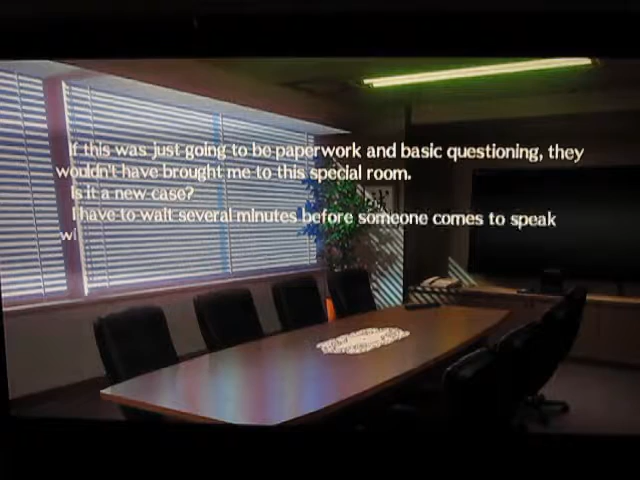 If this was just going to be paperwork and basic questioning, they
wouldn't have brought me to this special room.
Is it a new case?
I have to wait several minutes before someone comes to speak
wi